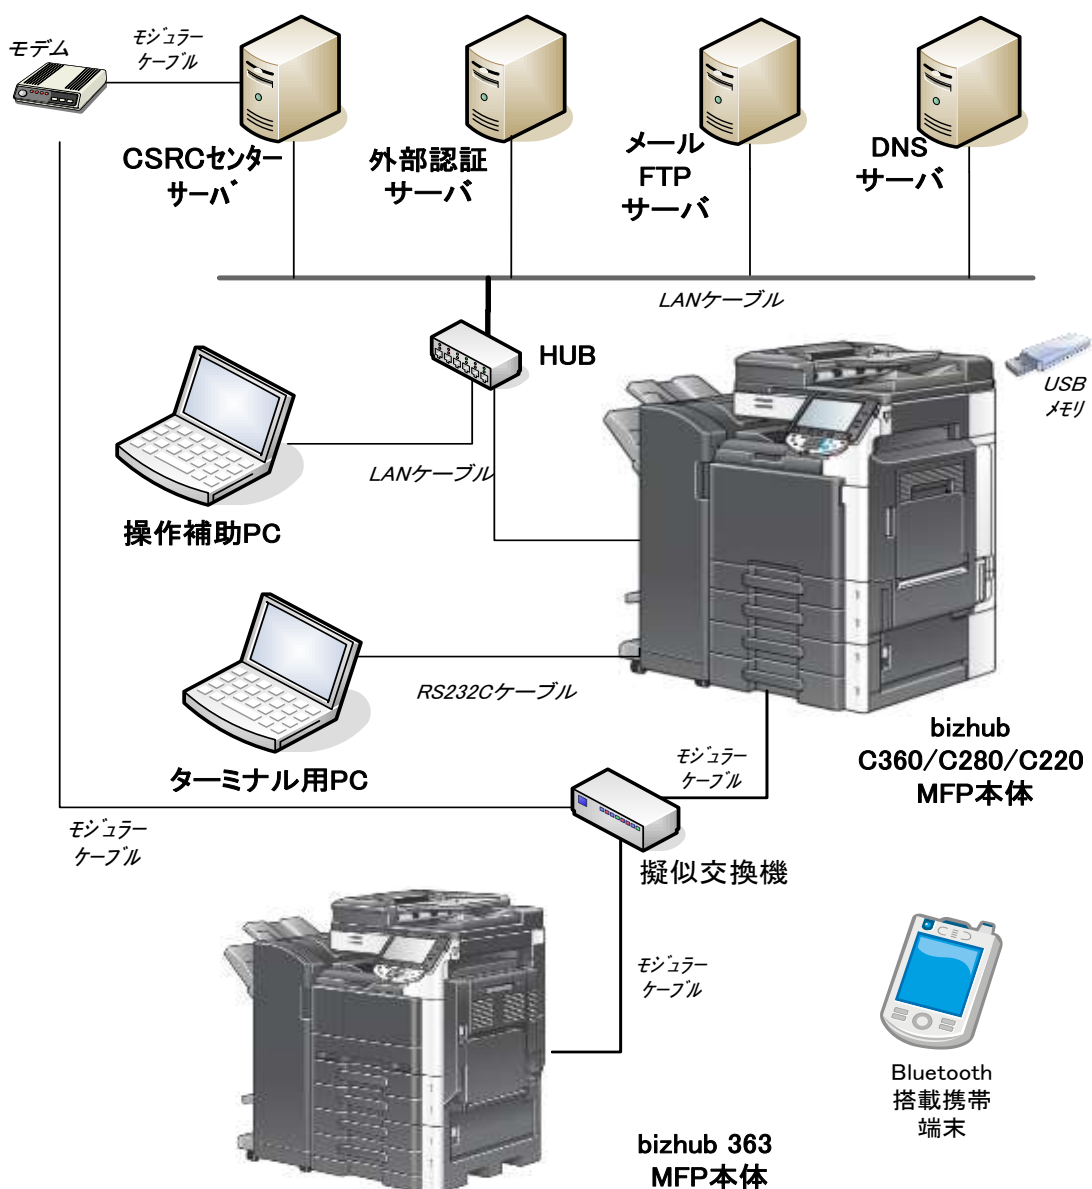 モデム
モジュラー
ケーブル
CSRCセンター
サーバ
外部認証
サーバ
メール
FTP
サーバ
DNS
サーバ
LANケーブル
HUB
USB
メモリ
LANケーブル
操作補助PC
RS232Cケーブル
ターミナル用PC
モジュラー
ケーブル
bizhub
C360/C280/C220
MFP本体
モジュラー
ケーブル
擬似交換機
モジュラー
ケーブル
Bluetooth
搭載携帯
端末
bizhub 363
MFP本体